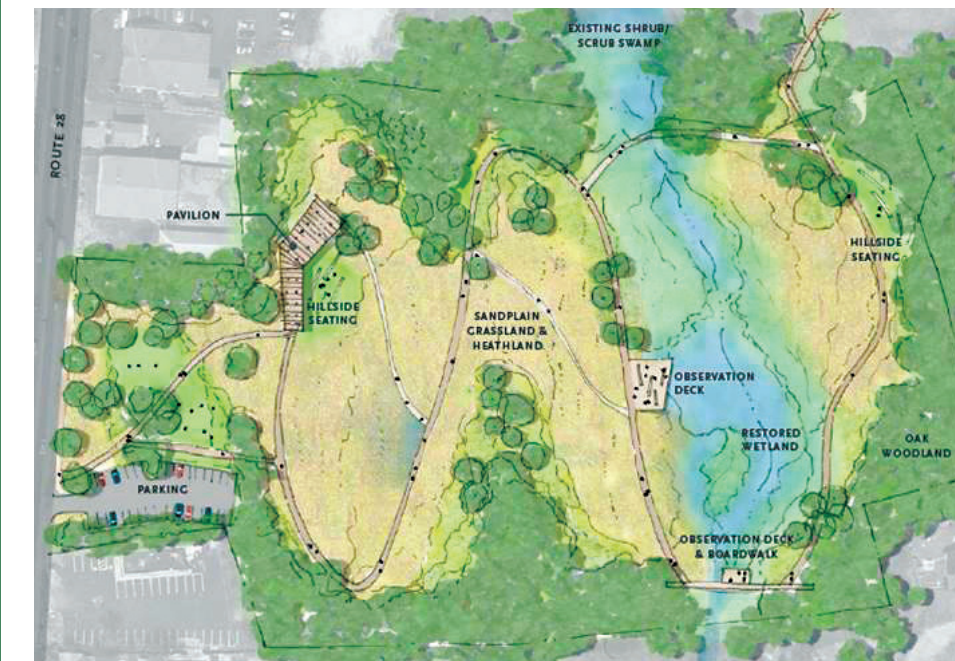 EXISTING SHRUB/
SCRUB SWAMP
ROUTE 28
PAVILION
HILLSIDE
SEATING
HILLSIDE
SEATING
SANDPLAIN
GRASSLAND &
HEATHLAND
OBSERVATION
DECK
RESTORED
WETLAND
OAK
WOODLAND
PARKING
OBSERVATION DECK
& BOARDWALK